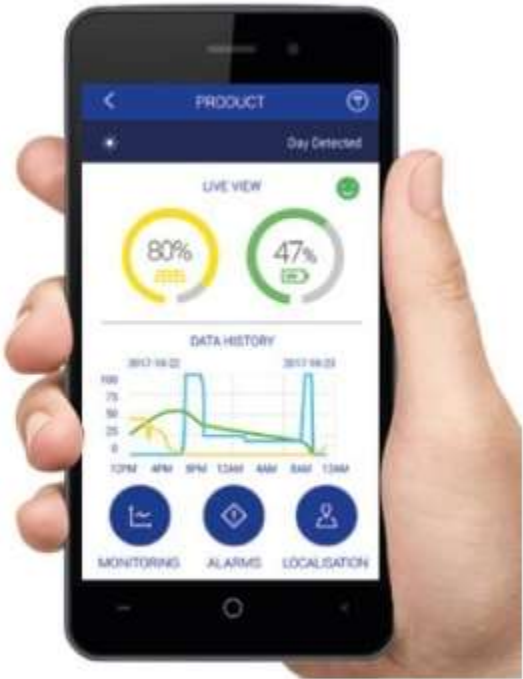 PRODUCT
Day Detected
LIVE VIEW
80%
47%
DATA HISTORY
100
75
50
25
0
12PM 4PM 8PM 12AM 4AM 8AM 12AM
MONITORING ALARMS LOCALISATION